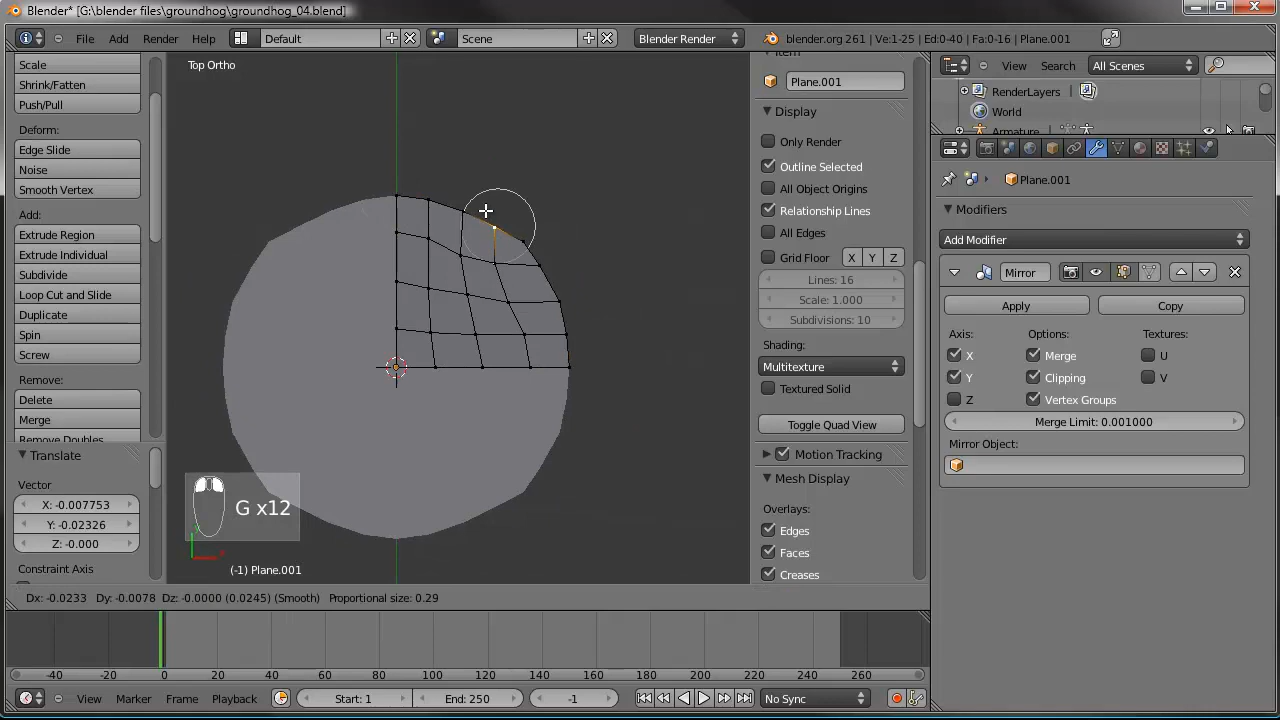 Blender* [G:\blender files\groundhog\groundhog_04.blend]
File Add Render Help Default Scene Blender Render blender.org 261 | Ve:1-25 | Ed:0-40 | Fa:0-16 | Plane.001
Scale
Shrink/Fatten
Push/Pull
Deform:
Edge Slide
Noise
Smooth Vertex
Add:
Extrude Region
Extrude Individual
Subdivide
Loop Cut and Slide
Duplicate
Spin
Screw
Remove:
Delete
Merge
Remove Doubles
Translate
Vector
X: -0.007753
Y: -0.02326
Z: -0.000
Constraint Axis
Top Ortho
G x12
(-1) Plane.001
Item
Plane.001
Display
Only Render
Outline Selected
All Object Origins
Relationship Lines
All Edges
Grid Floor X Y Z
Lines: 16
Scale: 1.000
Subdivisions: 10
Shading:
Multitexture
Textured Solid
Toggle Quad View
Motion Tracking
Mesh Display
Overlays:
Edges
Faces
Creases
View Search All Scenes
RenderLayers |
World
Armature
Plane.001
Modifiers
Add Modifier
Mirror
Apply Copy
Axis: Options: Textures:
X Merge U
Y Clipping V
Z Vertex Groups
Merge Limit: 0.001000
Mirror Object:
Dx: -0.0233 Dy: -0.0078 Dz: -0.0000 (0.0245) (Smooth) Proportional size: 0.29
-40 -20 0 20 40 60 80 100 120 140 160 180 200 220 240 260
View Marker Frame Playback Start: 1 End: 250 -1 No Sync